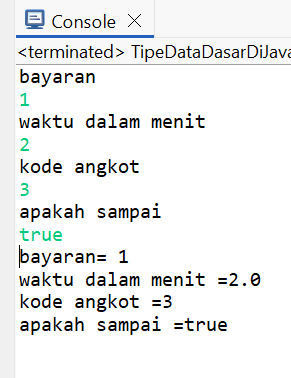 Console
<terminated> TipeDataDasarDiJava
bayaran
1
waktu dalam menit
2
kode angkot
3
apakah sampai
true
bayaran= 1
waktu dalam menit =2.0
kode angkot =3
apakah sampai =true